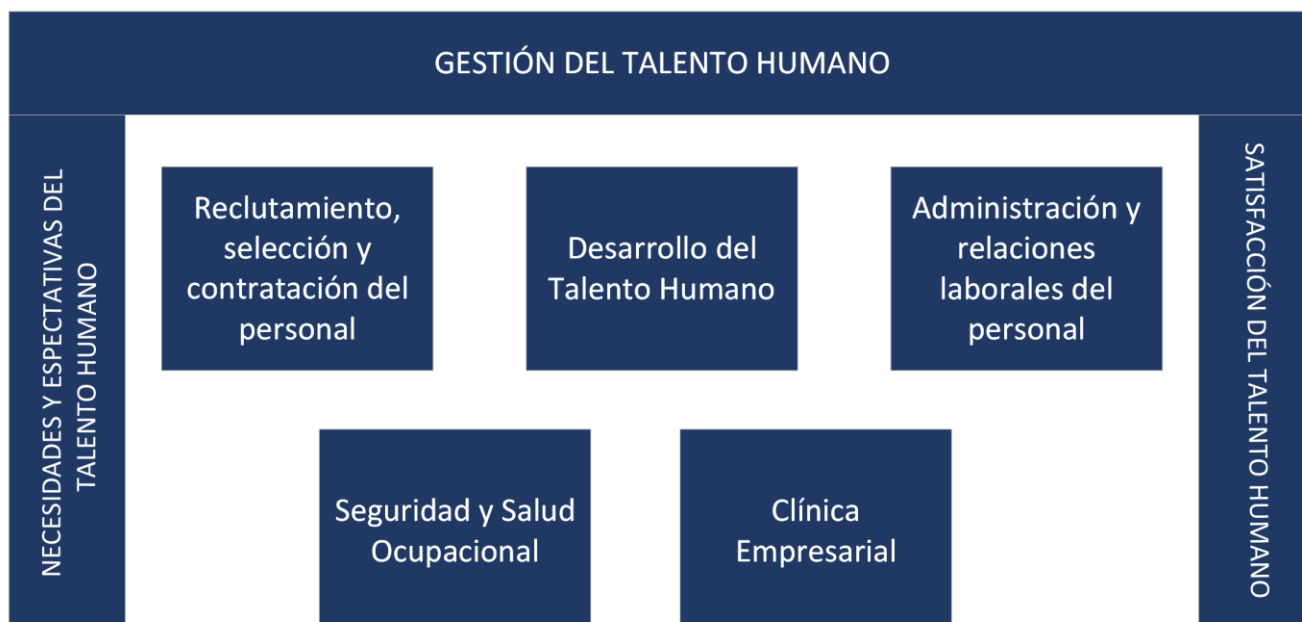 GESTIÓN DEL TALENTO HUMANO
NECESIDADES Y ESPECTATIVAS DEL
TALENTO HUMANO
Reclutamiento,
selección y
contratación del
personal
Desarrollo del
Talento Humano
Administración y
relaciones
laborales del
personal
Seguridad y Salud
Ocupacional
Clínica
Empresarial
SATISFACCIÓN DEL TALENTO HUMANO